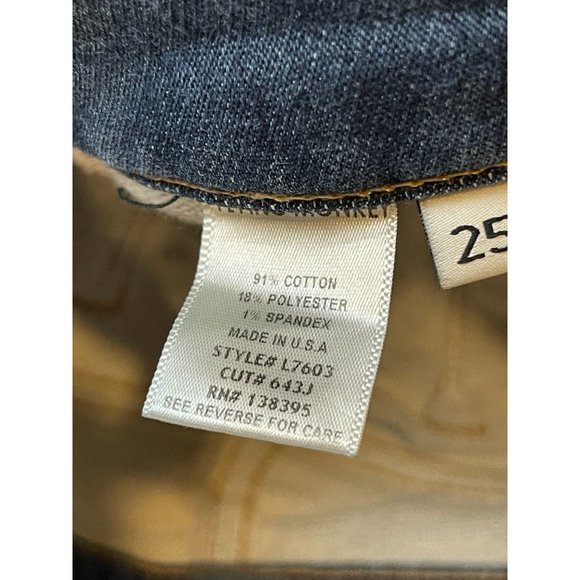 91% COTTON
18% POLYESTER
1% SPANDEX
MADE IN U.S.A
STYLE# L7603
CUT# 643J
RN# 138395
SEE REVERSE FOR CARE
25